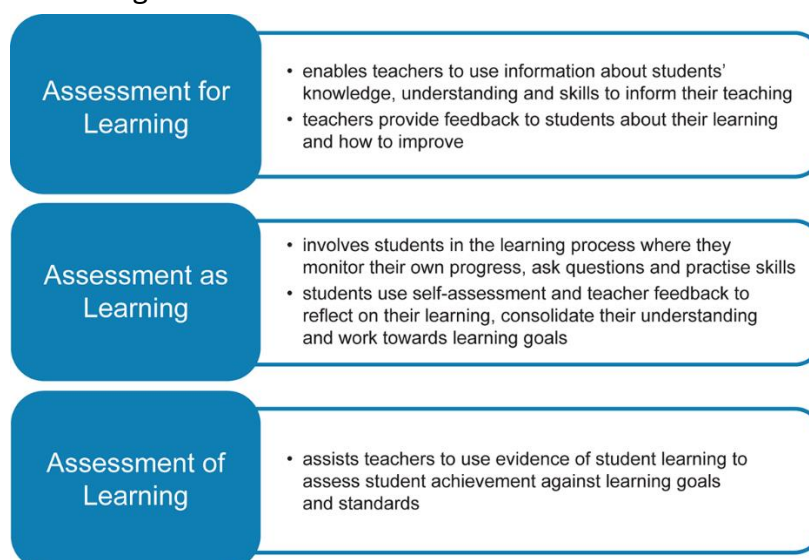 Assessment for
Learning
• enables teachers to use information about students’
knowledge, understanding and skills to inform their teaching
• teachers provide feedback to students about their learning
and how to improve
Assessment as
Learning
• involves students in the learning process where they
monitor their own progress, ask questions and practise skills
• students use self-assessment and teacher feedback to
reflect on their learning, consolidate their understanding
and work towards learning goals
Assessment of
Learning
• assists teachers to use evidence of student learning to
assess student achievement against learning goals
and standards